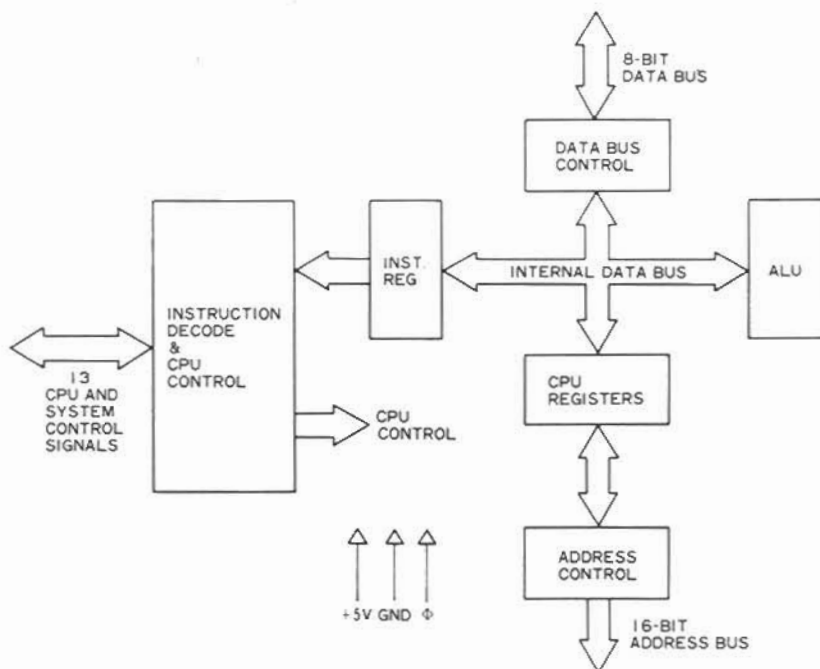 8-BIT
DATA BUS
DATA BUS
CONTROL
INST.
REG
INTERNAL DATA BUS
ALU
INSTRUCTION
DECODE
&
CPU
CONTROL
13
CPU AND
SYSTEM
CONTROL
SIGNALS
CPU
REGISTERS
CPU
CONTROL
ADDRESS
CONTROL
+5V GND Φ
16-BIT
ADDRESS BUS